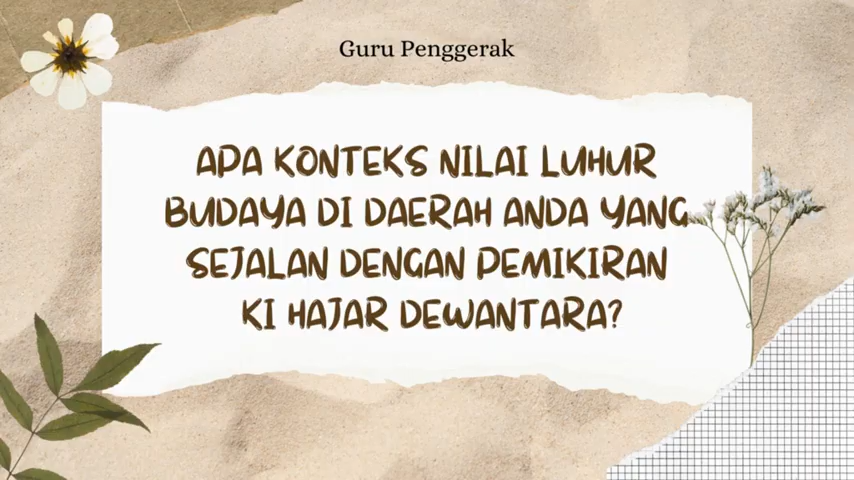 Guru Penggerak
APA KONTEKS NILAI LUHUR
BUDAYA DI DAERAH ANDA YANG
SEJALAN DENGAN PEMIKIRAN
KI HAJAR DEWANTARA?